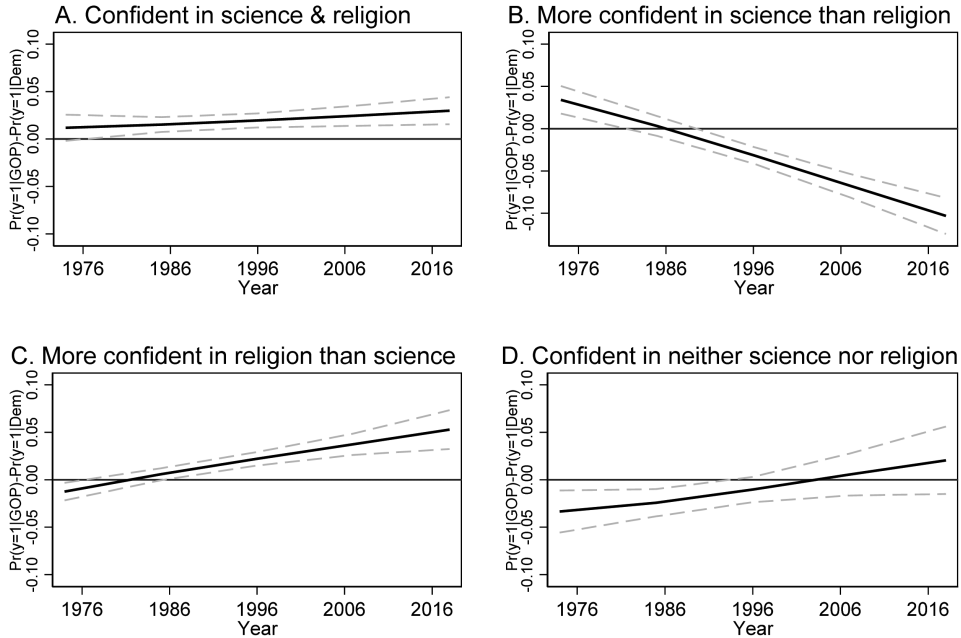 A. Confident in science & religion
Pr(y=1|GOP)-Pr(y=1|Dem)
0.10
0.05
0.00
-0.05
-0.10
1976 1986 1996 2006 2016
Year
B. More confident in science than religion
Pr(y=1|GOP)-Pr(y=1|Dem)
0.10
0.05
0.00
-0.05
-0.10
1976 1986 1996 2006 2016
Year
C. More confident in religion than science
Pr(y=1|GOP)-Pr(y=1|Dem)
0.10
0.05
0.00
-0.05
-0.10
1976 1986 1996 2006 2016
Year
D. Confident in neither science nor religion
Pr(y=1|GOP)-Pr(y=1|Dem)
0.10
0.05
0.00
-0.05
-0.10
1976 1986 1996 2006 2016
Year